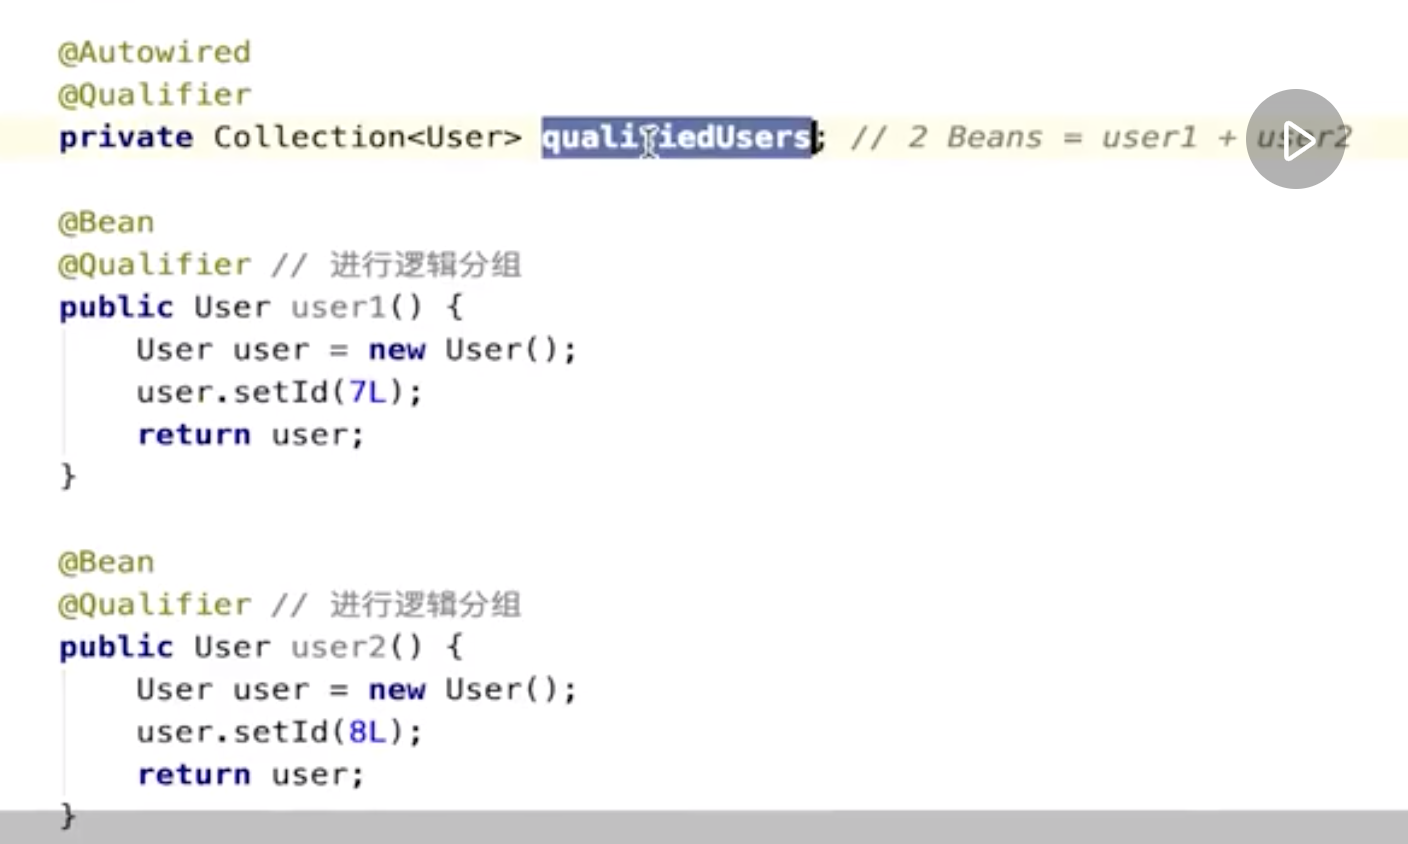 @Autowired
@Qualifier
private Collection<User> qualifiedUsers; // 2 Beans = user1 + user2
@Bean
@Qualifier // 进行逻辑分组
public User user1() {
User user = new User();
user.setId(7L);
return user;
}
@Bean
@Qualifier // 进行逻辑分组
public User user2() {
User user = new User();
user.setId(8L);
return user;
}